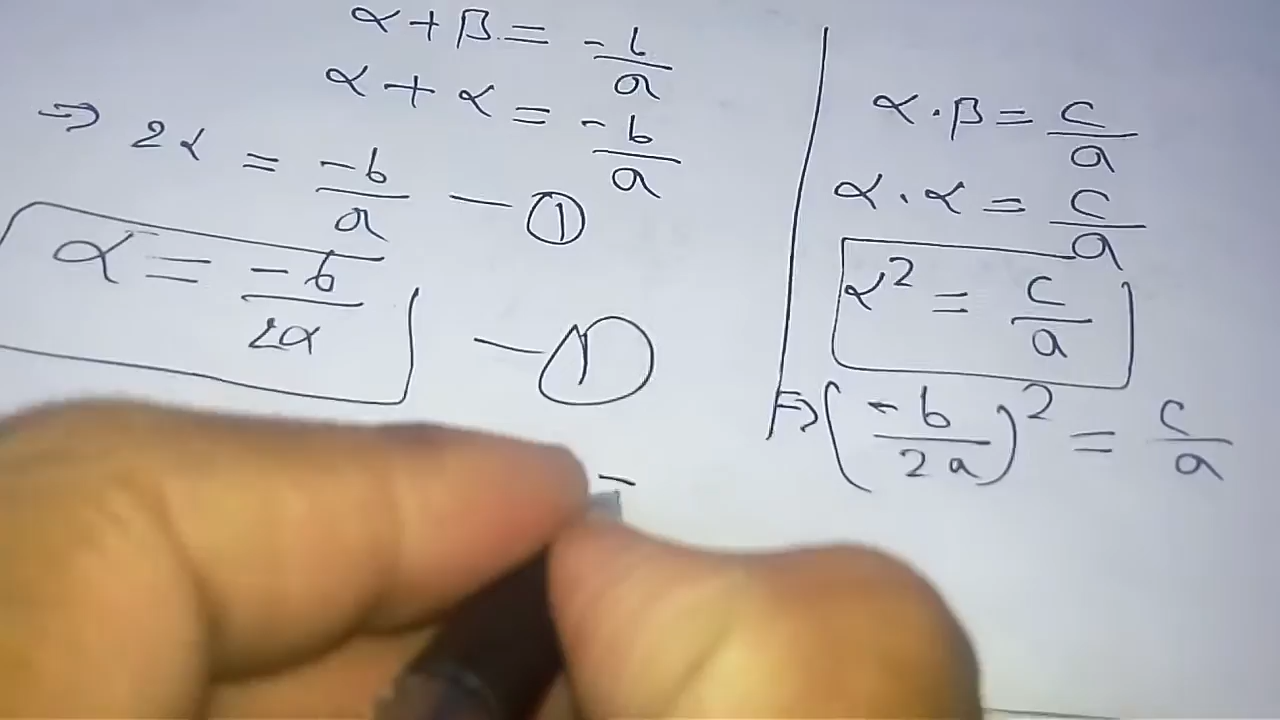 α + β = -b/a
α + α = -b/a
⇒ 2α = -b/a — ①
α = -b/2a — ①
α · β = c/a
α · α = c/a
α² = c/a
⇒ (-b/2a)² = c/a